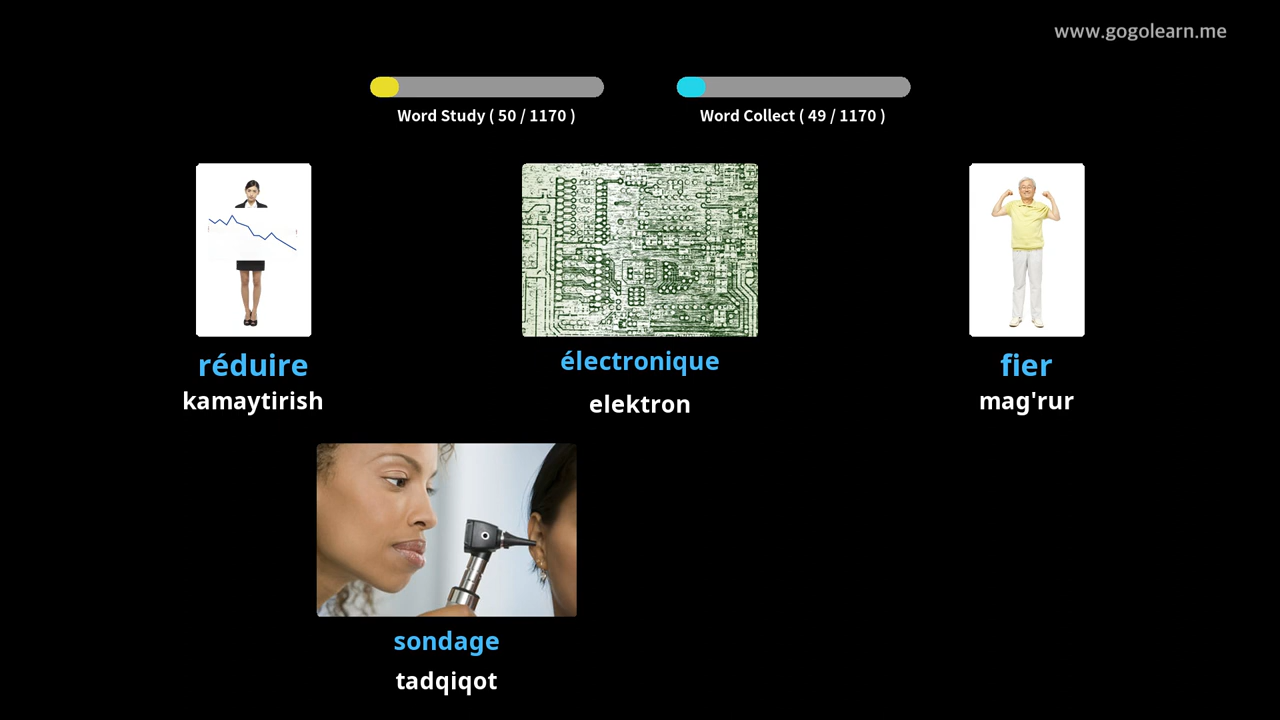 www.gogolearn.me
Word Study ( 50 / 1170 )
Word Collect ( 49 / 1170 )
réduire
kamaytirish
électronique
elektron
fier
mag'rur
sondage
tadqiqot